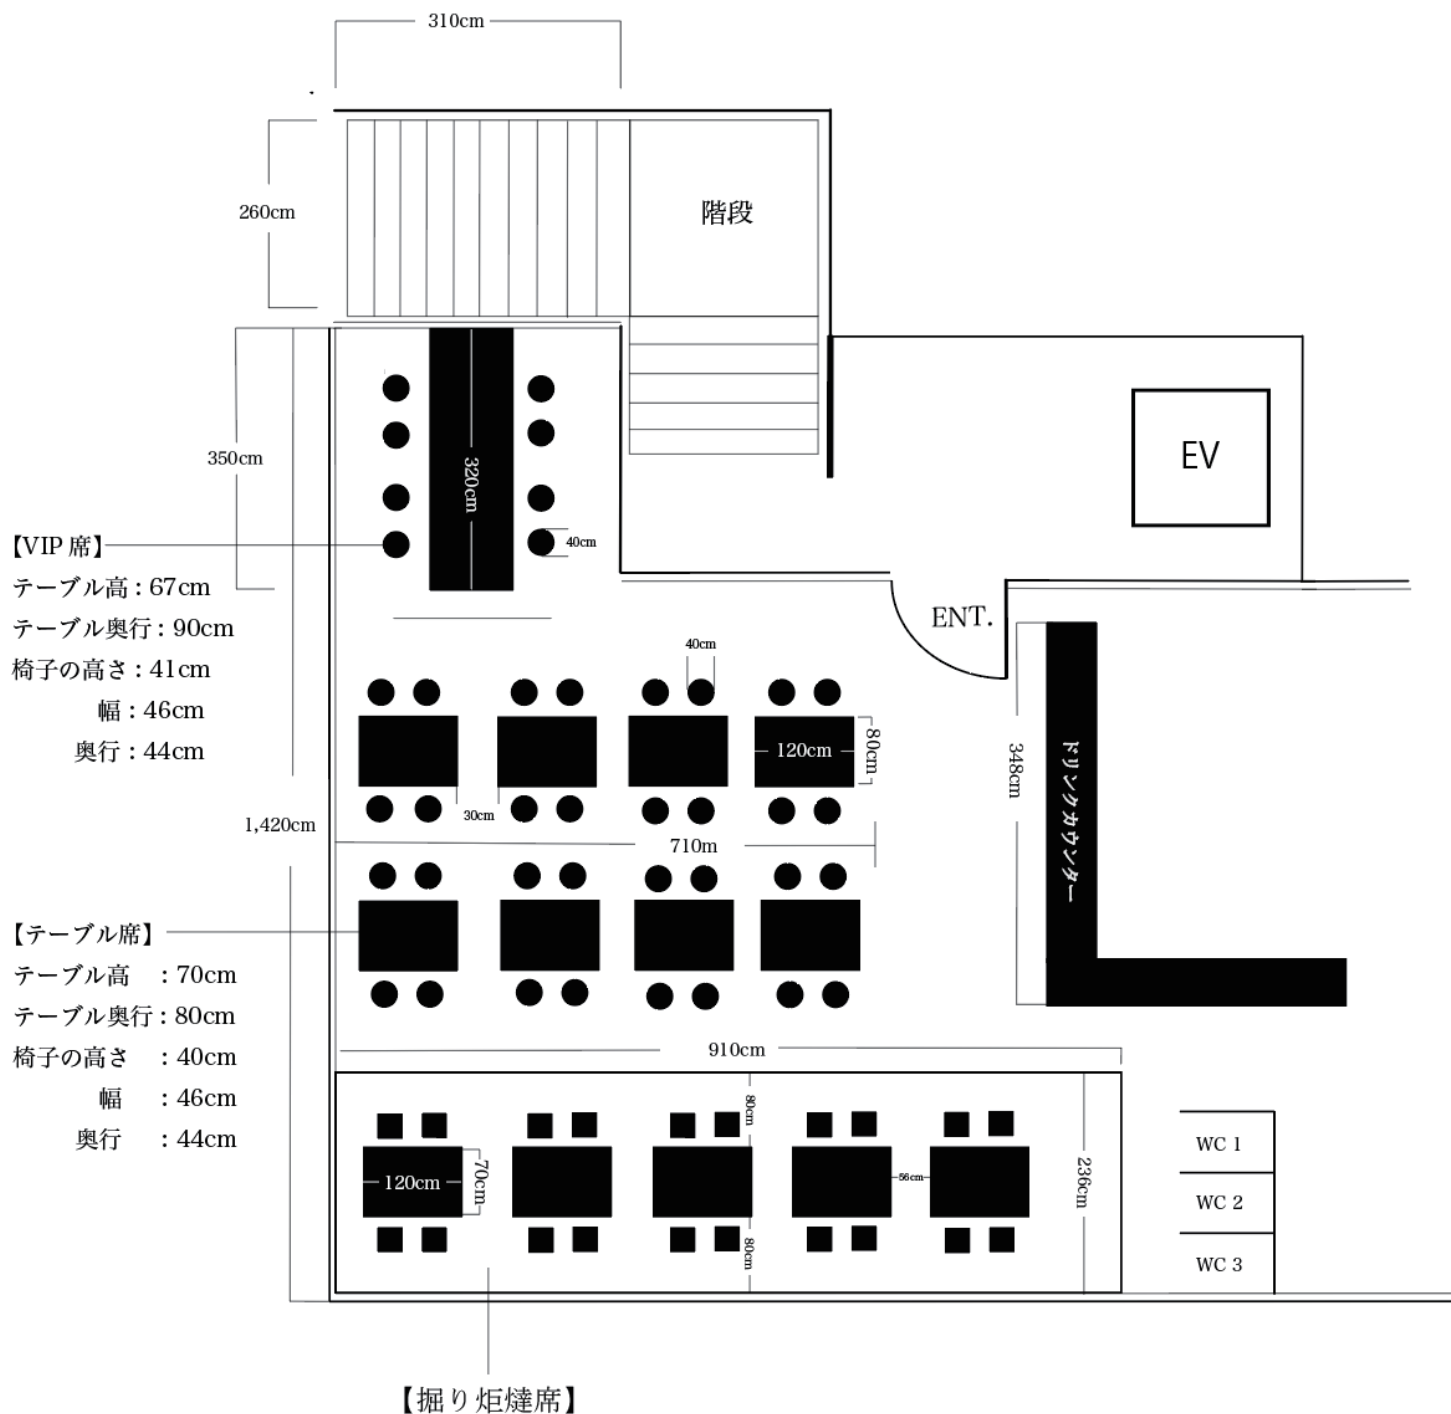 310cm
260cm
階段
350cm
320cm
EV
40cm
【VIP 席】
テーブル高：67cm
テーブル奥行：90cm
椅子の高さ：41cm
幅：46cm
奥行：44cm
ENT.
40cm
120cm
80cm
348cm
ドリンクカウンター
30cm
1,420cm
710m
【テーブル席】
テーブル高　：70cm
テーブル奥行：80cm
椅子の高さ　：40cm
幅　：46cm
奥行　：44cm
910cm
80cm
120cm
70cm
56cm
236cm
80cm
WC 1
WC 2
WC 3
【掘り炬燵席】